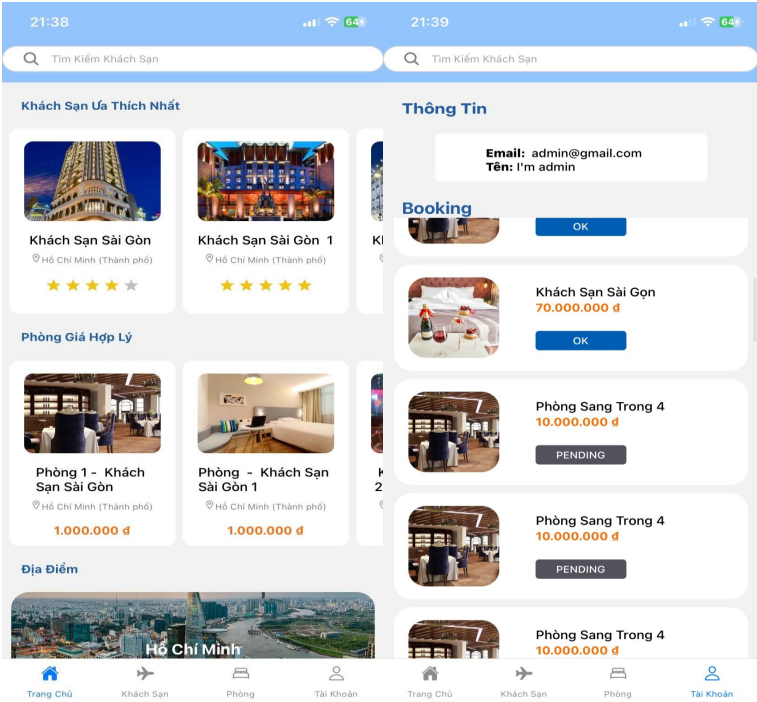 21:38
64
Tìm Kiếm Khách Sạn
Khách Sạn Ưa Thích Nhất
Khách Sạn Sài Gòn
Hồ Chí Minh (Thành phố)
Khách Sạn Sài Gòn 1
Hồ Chí Minh (Thành phố)
Phòng Giá Hợp Lý
Phòng 1 - Khách
Sạn Sài Gòn
Hồ Chí Minh (Thành phố)
1.000.000 đ
Phòng - Khách Sạn
Sài Gòn 1
Hồ Chí Minh (Thành phố)
1.000.000 đ
Địa Điểm
Hồ Chí Minh
Trang Chủ
Khách Sạn
Phòng
Tài Khoản
21:39
64
Tìm Kiếm Khách Sạn
Thông Tin
Email: admin@gmail.com
Tên: I'm admin
Booking
OK
Khách Sạn Sài Gọn
70.000.000 đ
OK
Phòng Sang Trong 4
10.000.000 đ
PENDING
Phòng Sang Trong 4
10.000.000 đ
PENDING
Phòng Sang Trong 4
10.000.000 đ
Trang Chủ
Khách Sạn
Phòng
Tài Khoản